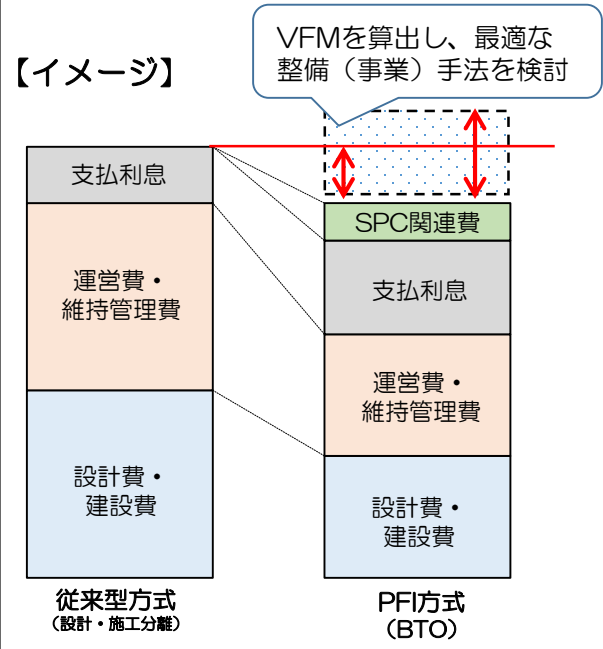 VFMを算出し、最適な
整備（事業）手法を検討
【イメージ】
支払利息
運営費・
維持管理費
設計費・
建設費
従来型方式
（設計・施工分離）
SPC関連費
支払利息
運営費・
維持管理費
設計費・
建設費
PFI方式
（BTO）